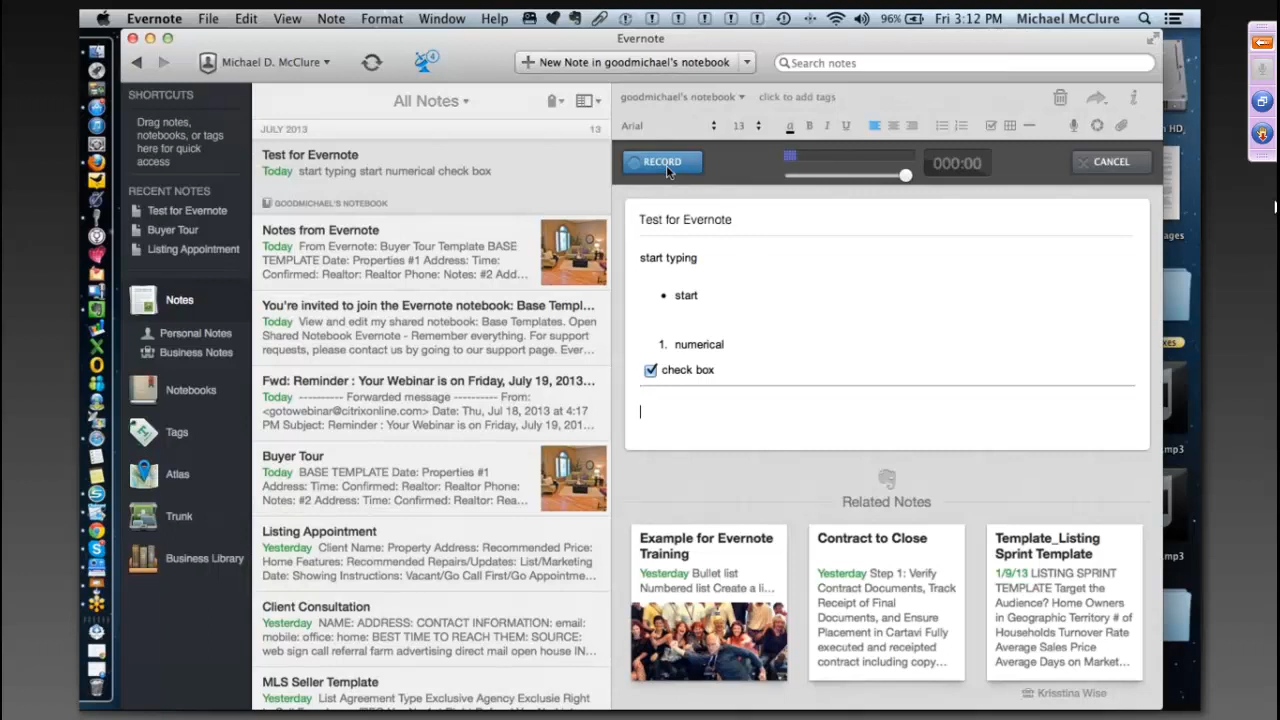 Evernote File Edit View Note Format Window Help 96% Fri 3:12 PM Michael McClure
Evernote
Michael D. McClure
4
New Note in goodmichael's notebook
Search notes
SHORTCUTS
Drag notes,
notebooks, or tags
here for quick
access
RECENT NOTES
Test for Evernote
Buyer Tour
Listing Appointment
Notes
Personal Notes
Business Notes
Notebooks
Tags
Atlas
Trunk
Business Library
All Notes
JULY 2013 13
Test for Evernote
Today start typing start numerical check box
GOODMICHAEL'S NOTEBOOK
Notes from Evernote
Today From Evernote: Buyer Tour Template BASE
TEMPLATE Date: Properties #1 Address: Time:
Confirmed: Realtor: Realtor Phone: Notes: #2 Add...
You're invited to join the Evernote notebook: Base Templ...
Today View and edit my shared notebook: Base Templates. Open
Shared Notebook Evernote - Remember everything. For support
requests, please contact us by going to our support page. Ever...
Fwd: Reminder : Your Webinar is on Friday, July 19, 2013...
Today ---------- Forwarded message ---------- From:
<gotowebinar@citrixonline.com> Date: Thu, Jul 18, 2013 at 4:17
PM Subject: Reminder : Your Webinar is on Friday, July 19, 2013...
Buyer Tour
Today BASE TEMPLATE Date: Properties #1
Address: Time: Confirmed: Realtor: Realtor Phone:
Notes: #2 Address: Time: Confirmed: Realtor: Rea...
Listing Appointment
Yesterday Client Name: Property Address: Recommended Price:
Home Features: Recommended Repairs/Updates: List/Marketing
Date: Showing Instructions: Vacant/Go Call First/Go Appointme...
Client Consultation
Yesterday NAME: ADDRESS: CONTACT INFORMATION: email:
mobile: office: home: BEST TIME TO REACH THEM: SOURCE:
web sign call referral farm advertising direct mail open house IN...
MLS Seller Template
Yesterday List Agreement Type Exclusive Agency Exclusie Right
goodmichael's notebook click to add tags
Arial 13 a B I U
RECORD 000:00 CANCEL
Test for Evernote
start typing
• start
1. numerical
check box
Related Notes
Example for Evernote
Training
Yesterday Bullet list
Numbered list Create a li...
Contract to Close
Yesterday Step 1: Verify
Contract Documents, Track
Receipt of Final
Documents, and Ensure
Placement in Cartavi Fully
executed and receipted
contract including copy...
Template_Listing
Sprint Template
1/9/13 LISTING SPRINT
TEMPLATE Target the
Audience? Home Owners
in Geographic Territory # of
Households Turnover Rate
Average Sales Price
Average Days on Market...
Krisstina Wise
HD
ages
xes
.mp3
.mp3